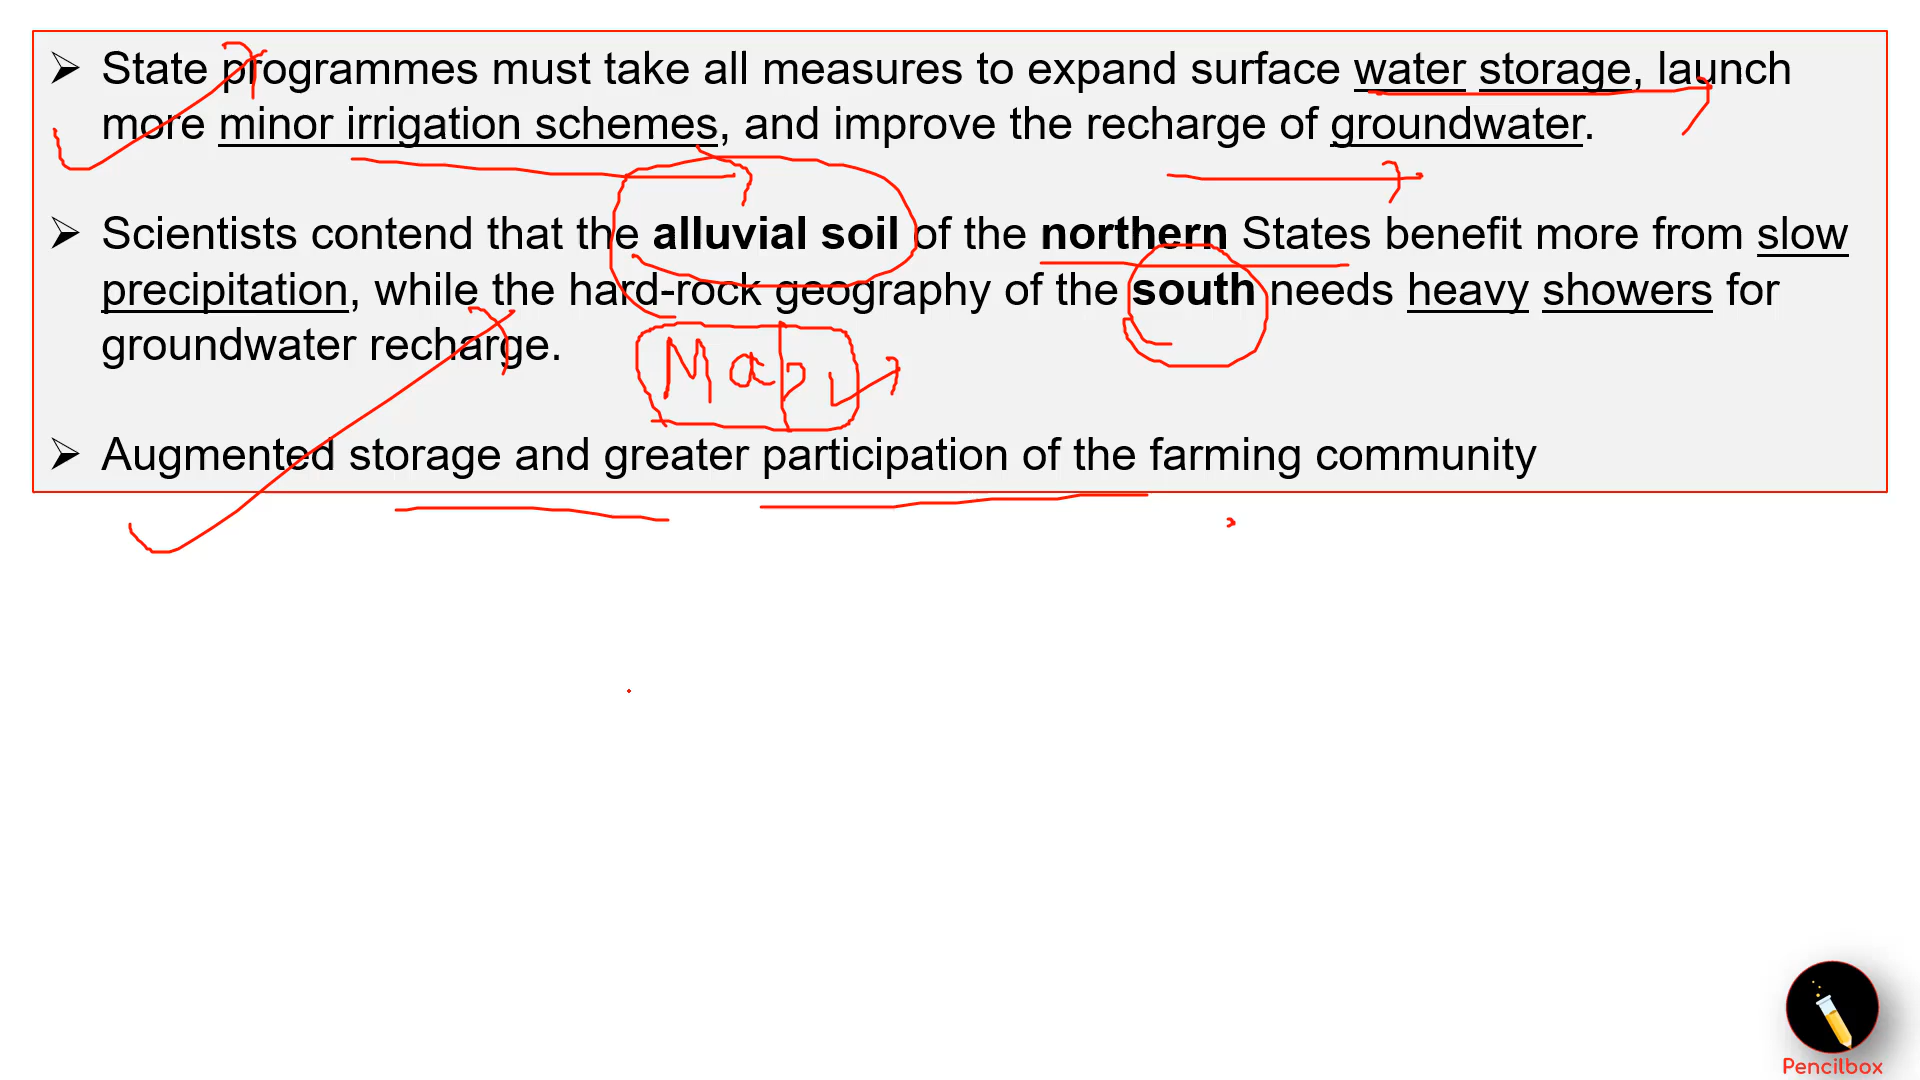 ➢ State programmes must take all measures to expand surface water storage, launch
more minor irrigation schemes, and improve the recharge of groundwater.
➢ Scientists contend that the alluvial soil of the northern States benefit more from slow
precipitation, while the hard-rock geography of the south needs heavy showers for
groundwater recharge.
Map
➢ Augmented storage and greater participation of the farming community
Pencilbox